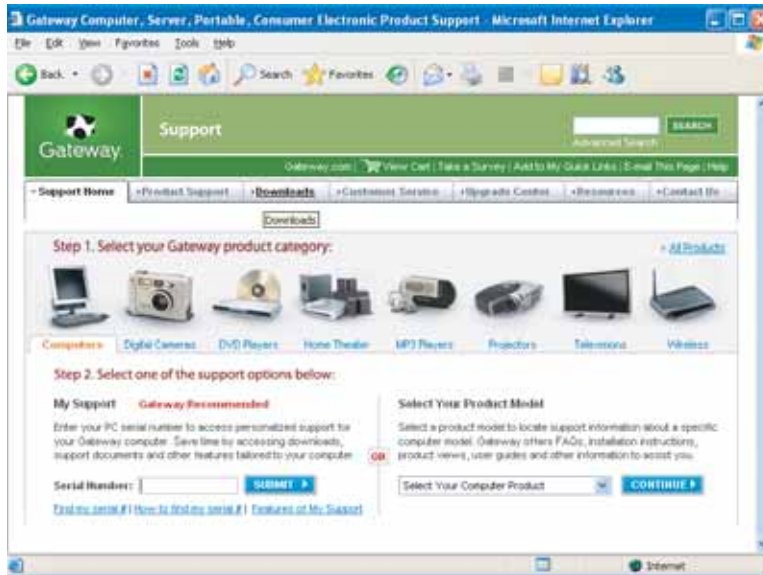 Gateway Computer, Server, Portable, Consumer Electronic Product Support - Microsoft Internet Explorer
File Edit View Favorites Tools Help
Back Search Favorites
Gateway
Support
SEARCH
Advanced Search
Gateway.com | View Cart | Take a Survey | Add to My Quick Links | E-mail This Page | Help
Support Home Product Support Downloads Customer Service Upgrade Center Resources Contact Us
Downloads
Step 1. Select your Gateway product category:
All Products
Computers Digital Cameras DVD Players Home Theater MP3 Players Projectors Televisions Wireless
Step 2. Select one of the support options below:
My Support Gateway Recommended
Enter your PC serial number to access personalized support for
your Gateway computer. Save time by accessing downloads,
support documents and other features tailored to your computer.
Serial Number: SUBMIT
Find my serial # | How to find my serial # | Features of My Support
OR
Select Your Product Model
Select a product model to locate support information about a specific
computer model. Gateway offers FAQs, installation instructions,
product views, user guides and other information to assist you.
Select Your Computer Product CONTINUE
Internet